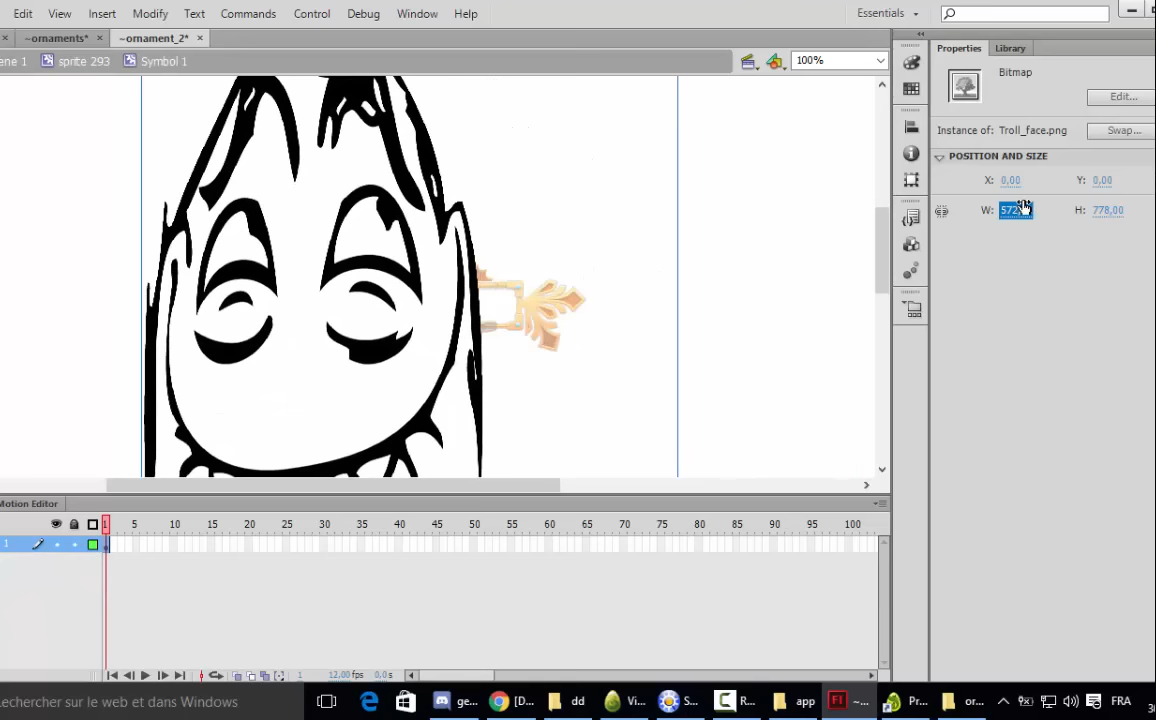 Edit View Insert Modify Text Commands Control Debug Window Help Essentials
~ornaments* × ~ornament_2* ×
ene 1 sprite 293 Symbol 1 100%
Properties Library
Bitmap
Edit...
Instance of: Troll_face.png Swap...
POSITION AND SIZE
X: 0,00 Y: 0,00
W: 572, H: 778,00
Motion Editor
1 5 10 15 20 25 30 35 40 45 50 55 60 65 70 75 80 85 90 95 100
1
1 12,00 fps 0,0 s
echercher sur le web et dans Windows ge... [D... dd Vi... S... R... app ~... Pr... or... FRA